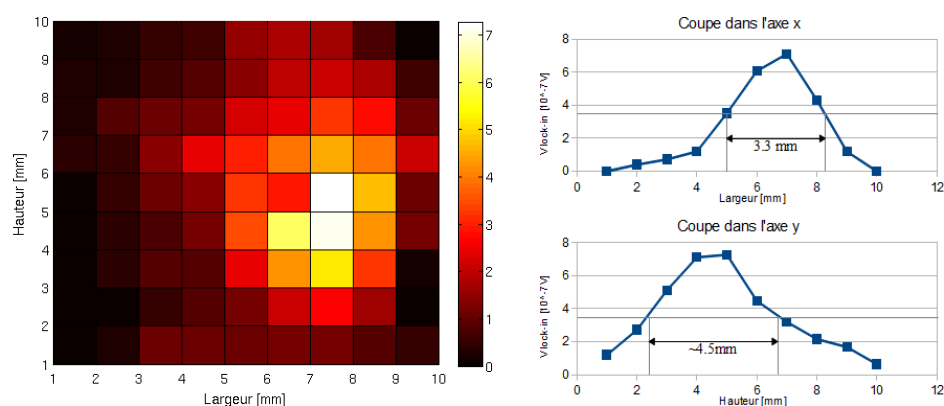 10
9
8
7
6
5
4
3
2
1
Hauteur [mm]
1 2 3 4 5 6 7 8 9 10
Largeur [mm]
7
6
5
4
3
2
1
0
Coupe dans l'axe x
8
6
4
2
0
Vlock-in [10^-7V]
3.3 mm
0 2 4 6 8 10 12
Largeur [mm]
Coupe dans l'axe y
8
6
4
2
0
Vlock-in [10^-7V]
~4.5mm
0 2 4 6 8 10 12
Hauteur [mm]